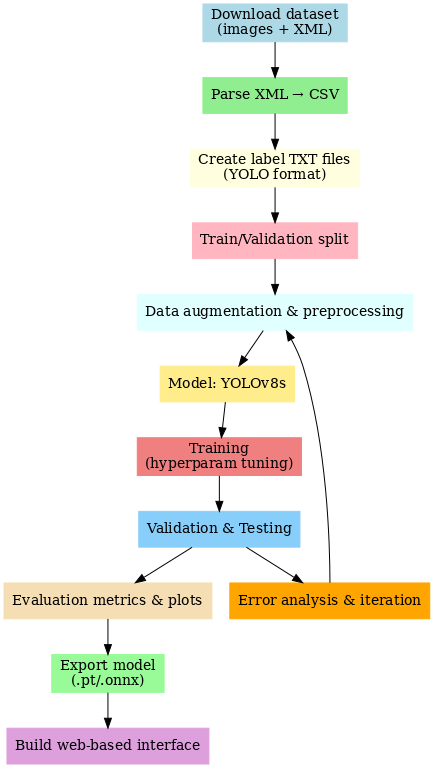 Download dataset
(images + XML)
Parse XML → CSV
Create label TXT files
(YOLO format)
Train/Validation split
Data augmentation & preprocessing
Model: YOLOv8s
Training
(hyperparam tuning)
Validation & Testing
Evaluation metrics & plots
Error analysis & iteration
Export model
(.pt/.onnx)
Build web-based interface